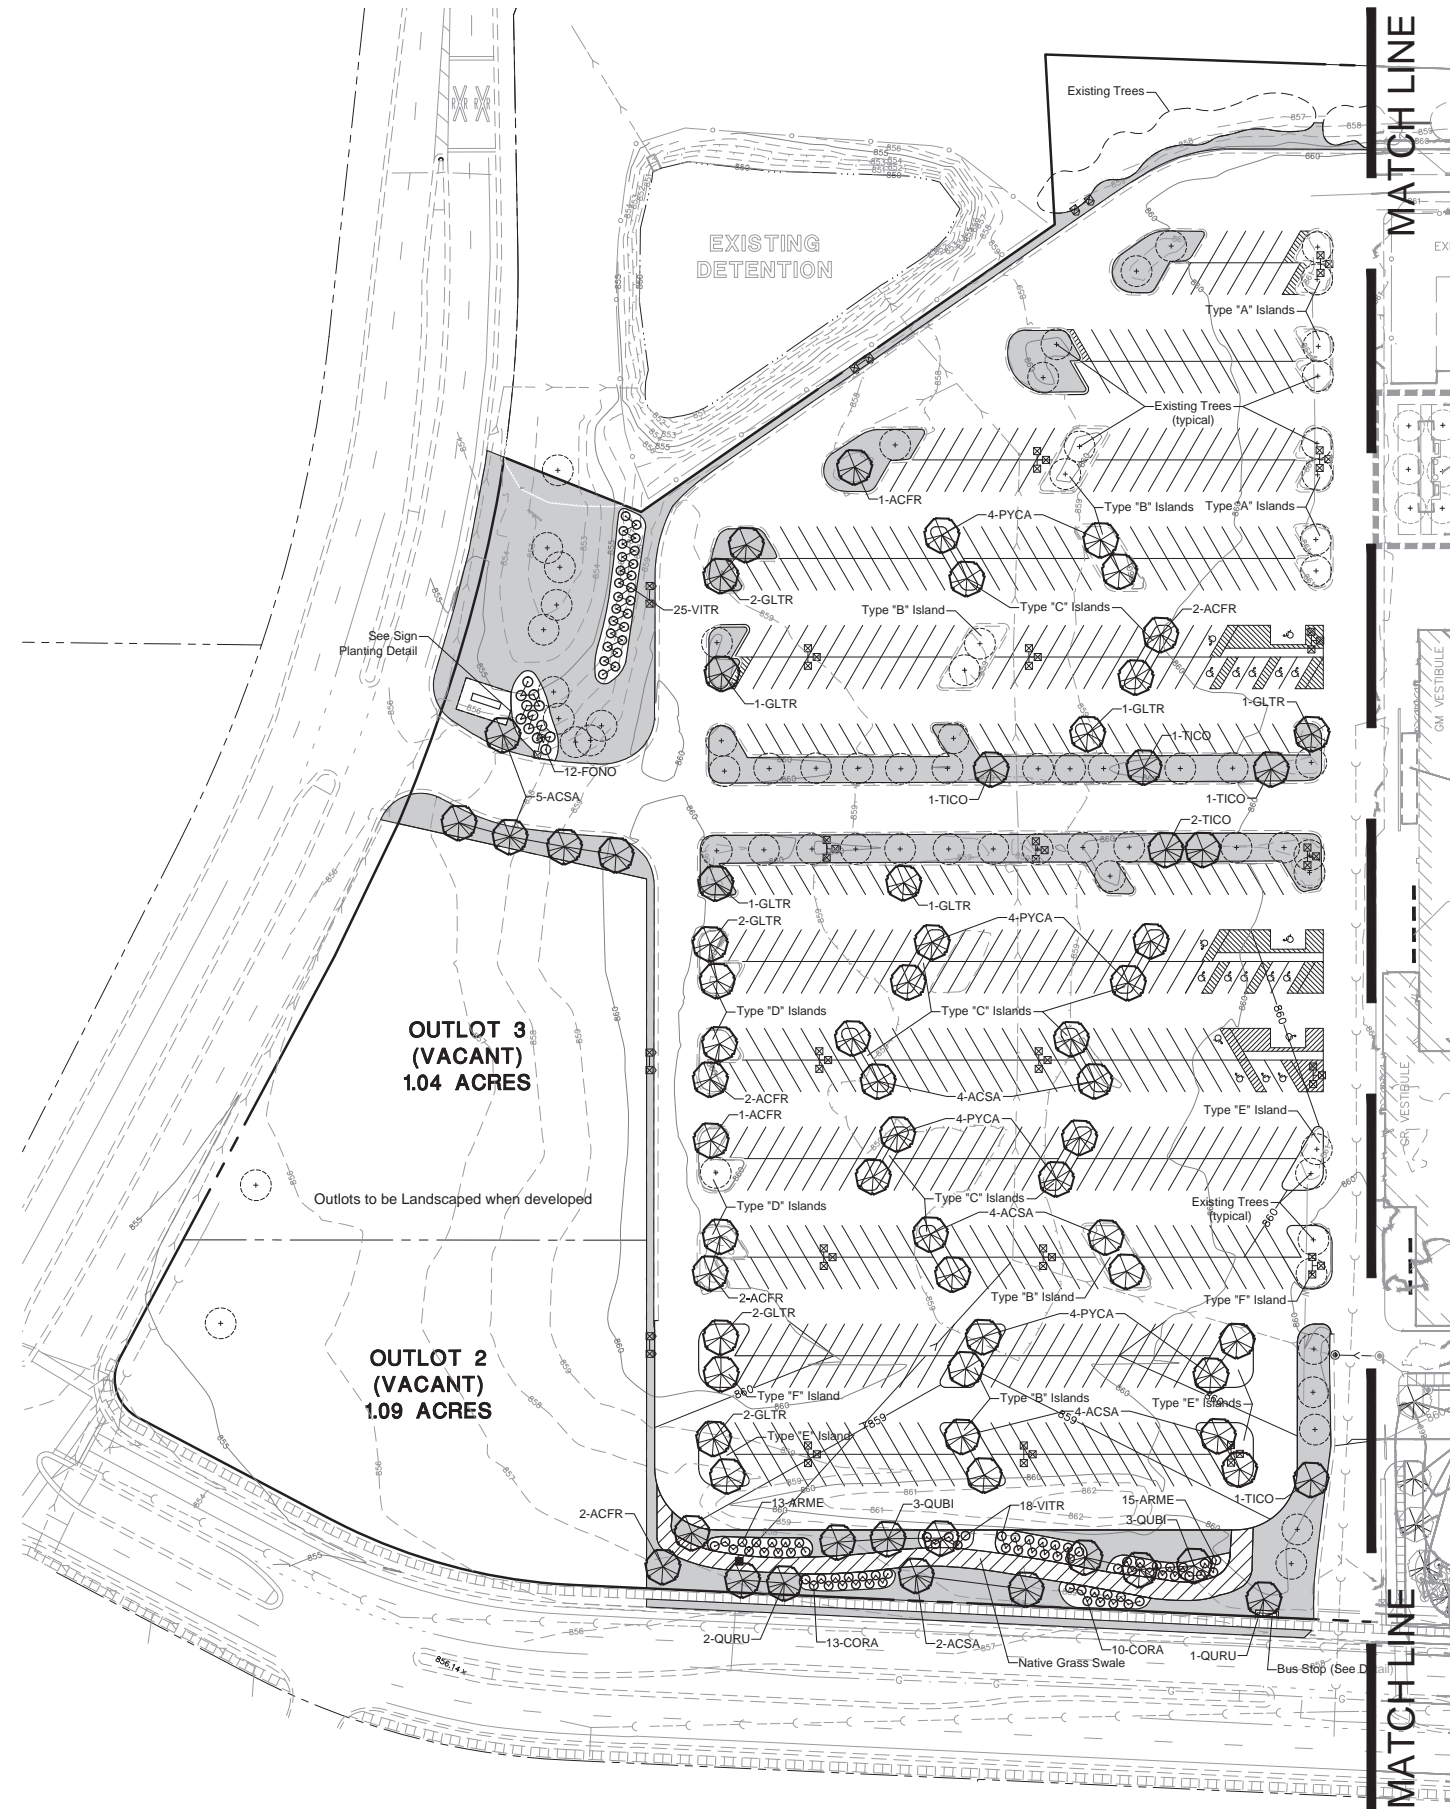 MATCH LINE
Existing Trees
EXISTING
DETENTION
Type "A" Islands
Existing Trees
(typical)
1-ACFR
Type "B" Islands
Type "A" Islands
4-PYCA
2-GLTR
25-VITR
Type "B" Island
Type "C" Islands
2-ACFR
See Sign
Planting Detail
GM VESTIBULE
1-GLTR
1-GLTR
1-GLTR
1-TICO
12-FONO
5-ACSA
1-TICO
1-TICO
2-TICO
1-GLTR
1-GLTR
2-GLTR
4-PYCA
Type "D" Islands
Type "C" Islands
OUTLOT 3
(VACANT)
1.04 ACRES
2-ACFR
4-ACSA
1-ACFR
4-PYCA
Type "E" Island
GR. VESTIBULE
Outlots to be Landscaped when developed
Type "D" Islands
Type "C" Islands
4-ACSA
Existing Trees
(typical)
2-ACFR
Type "B" Island
Type "F" Island
2-GLTR
4-PYCA
OUTLOT 2
(VACANT)
1.09 ACRES
Type "F" Island
Type "B" Islands
Type "E" Islands
2-GLTR
4-ACSA
Type "E" Island
1-TICO
2-ACFR
13-ARME
3-QUBI
18-VITR
15-ARME
3-QUBI
2-QURU
13-CORA
2-ACSA
10-CORA
1-QURU
Native Grass Swale
Bus Stop (See Detail)
856.14 x
MATCH LINE